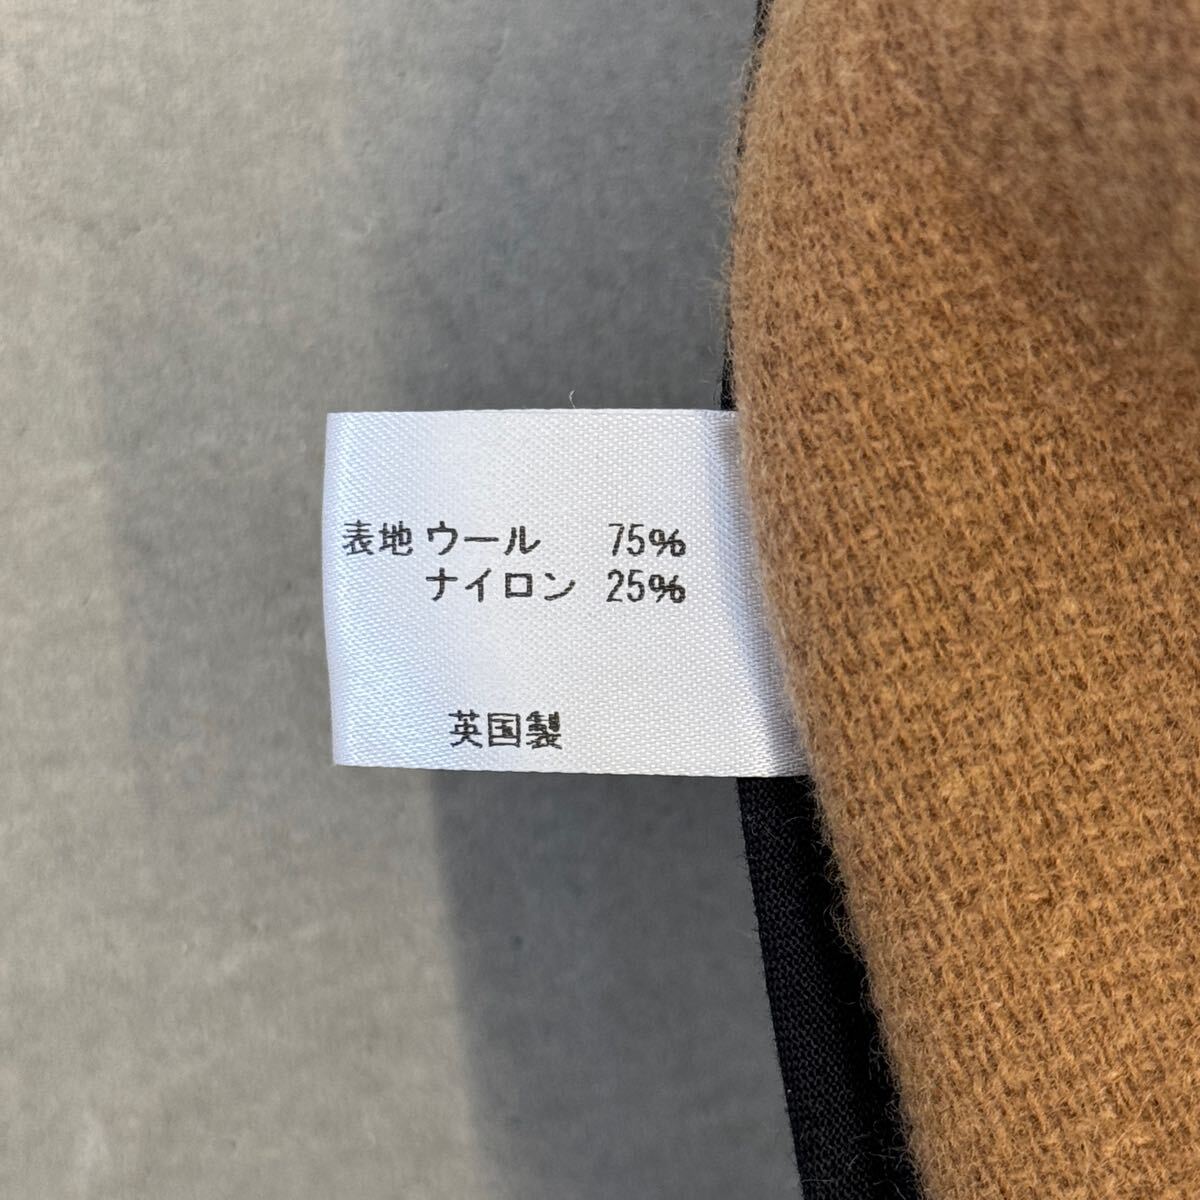 表地 ウール 75%
ナイロン 25%
英国製